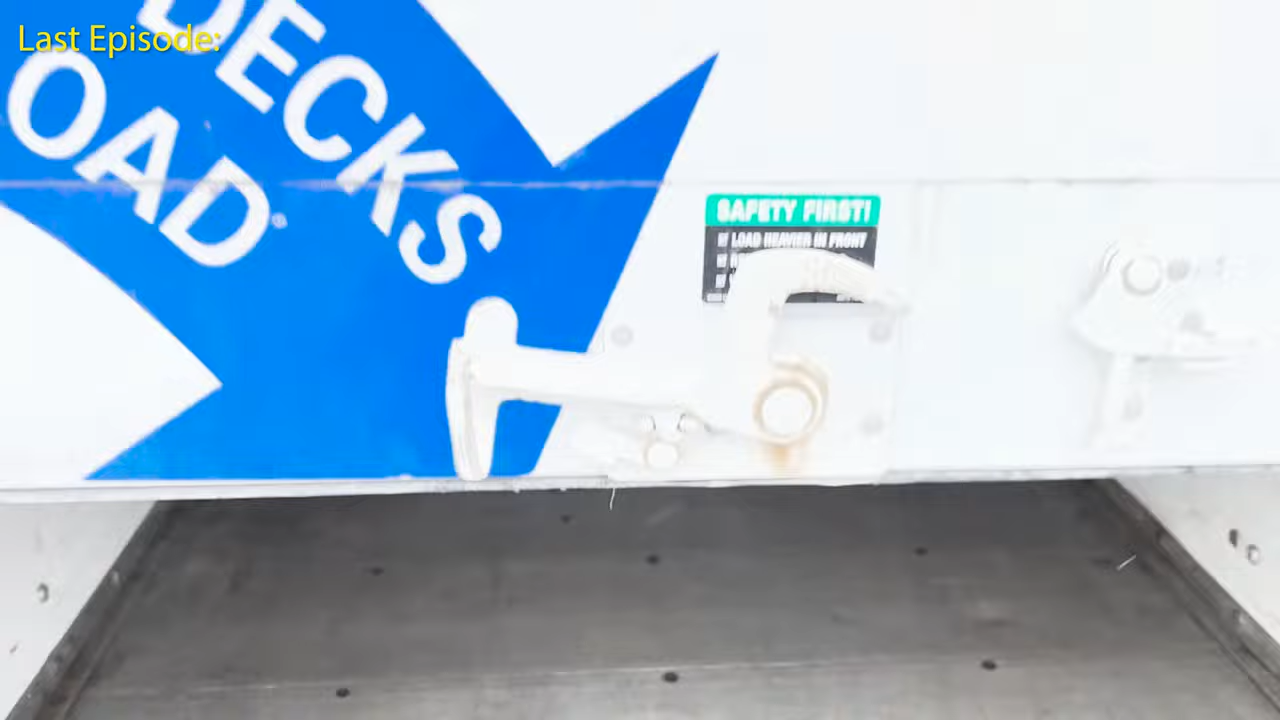 Last Episode:
DECKS
OAD
SAFETY FIRST!
LOAD HEAVIER IN FRONT